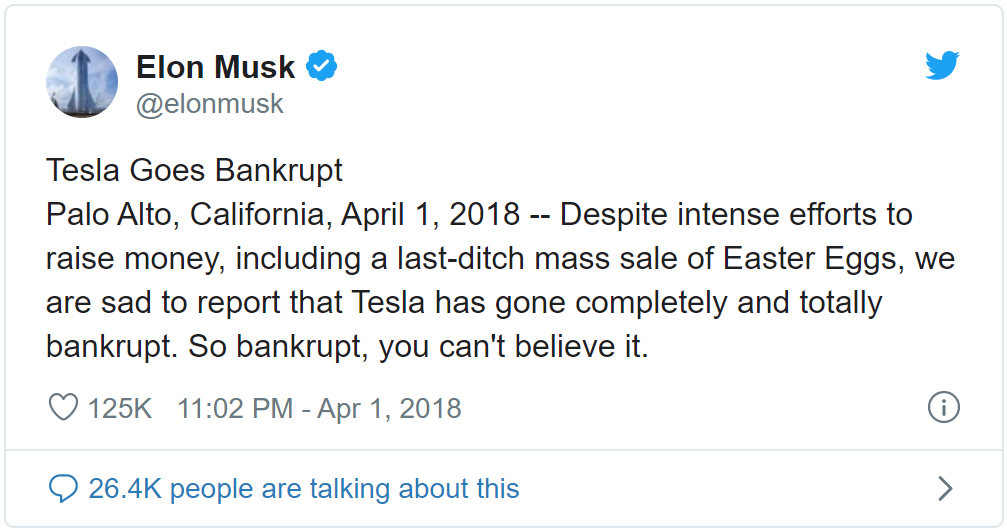 Elon Musk
@elonmusk
Tesla Goes Bankrupt
Palo Alto, California, April 1, 2018 -- Despite intense efforts to
raise money, including a last-ditch mass sale of Easter Eggs, we
are sad to report that Tesla has gone completely and totally
bankrupt. So bankrupt, you can't believe it.
125K 11:02 PM - Apr 1, 2018
26.4K people are talking about this